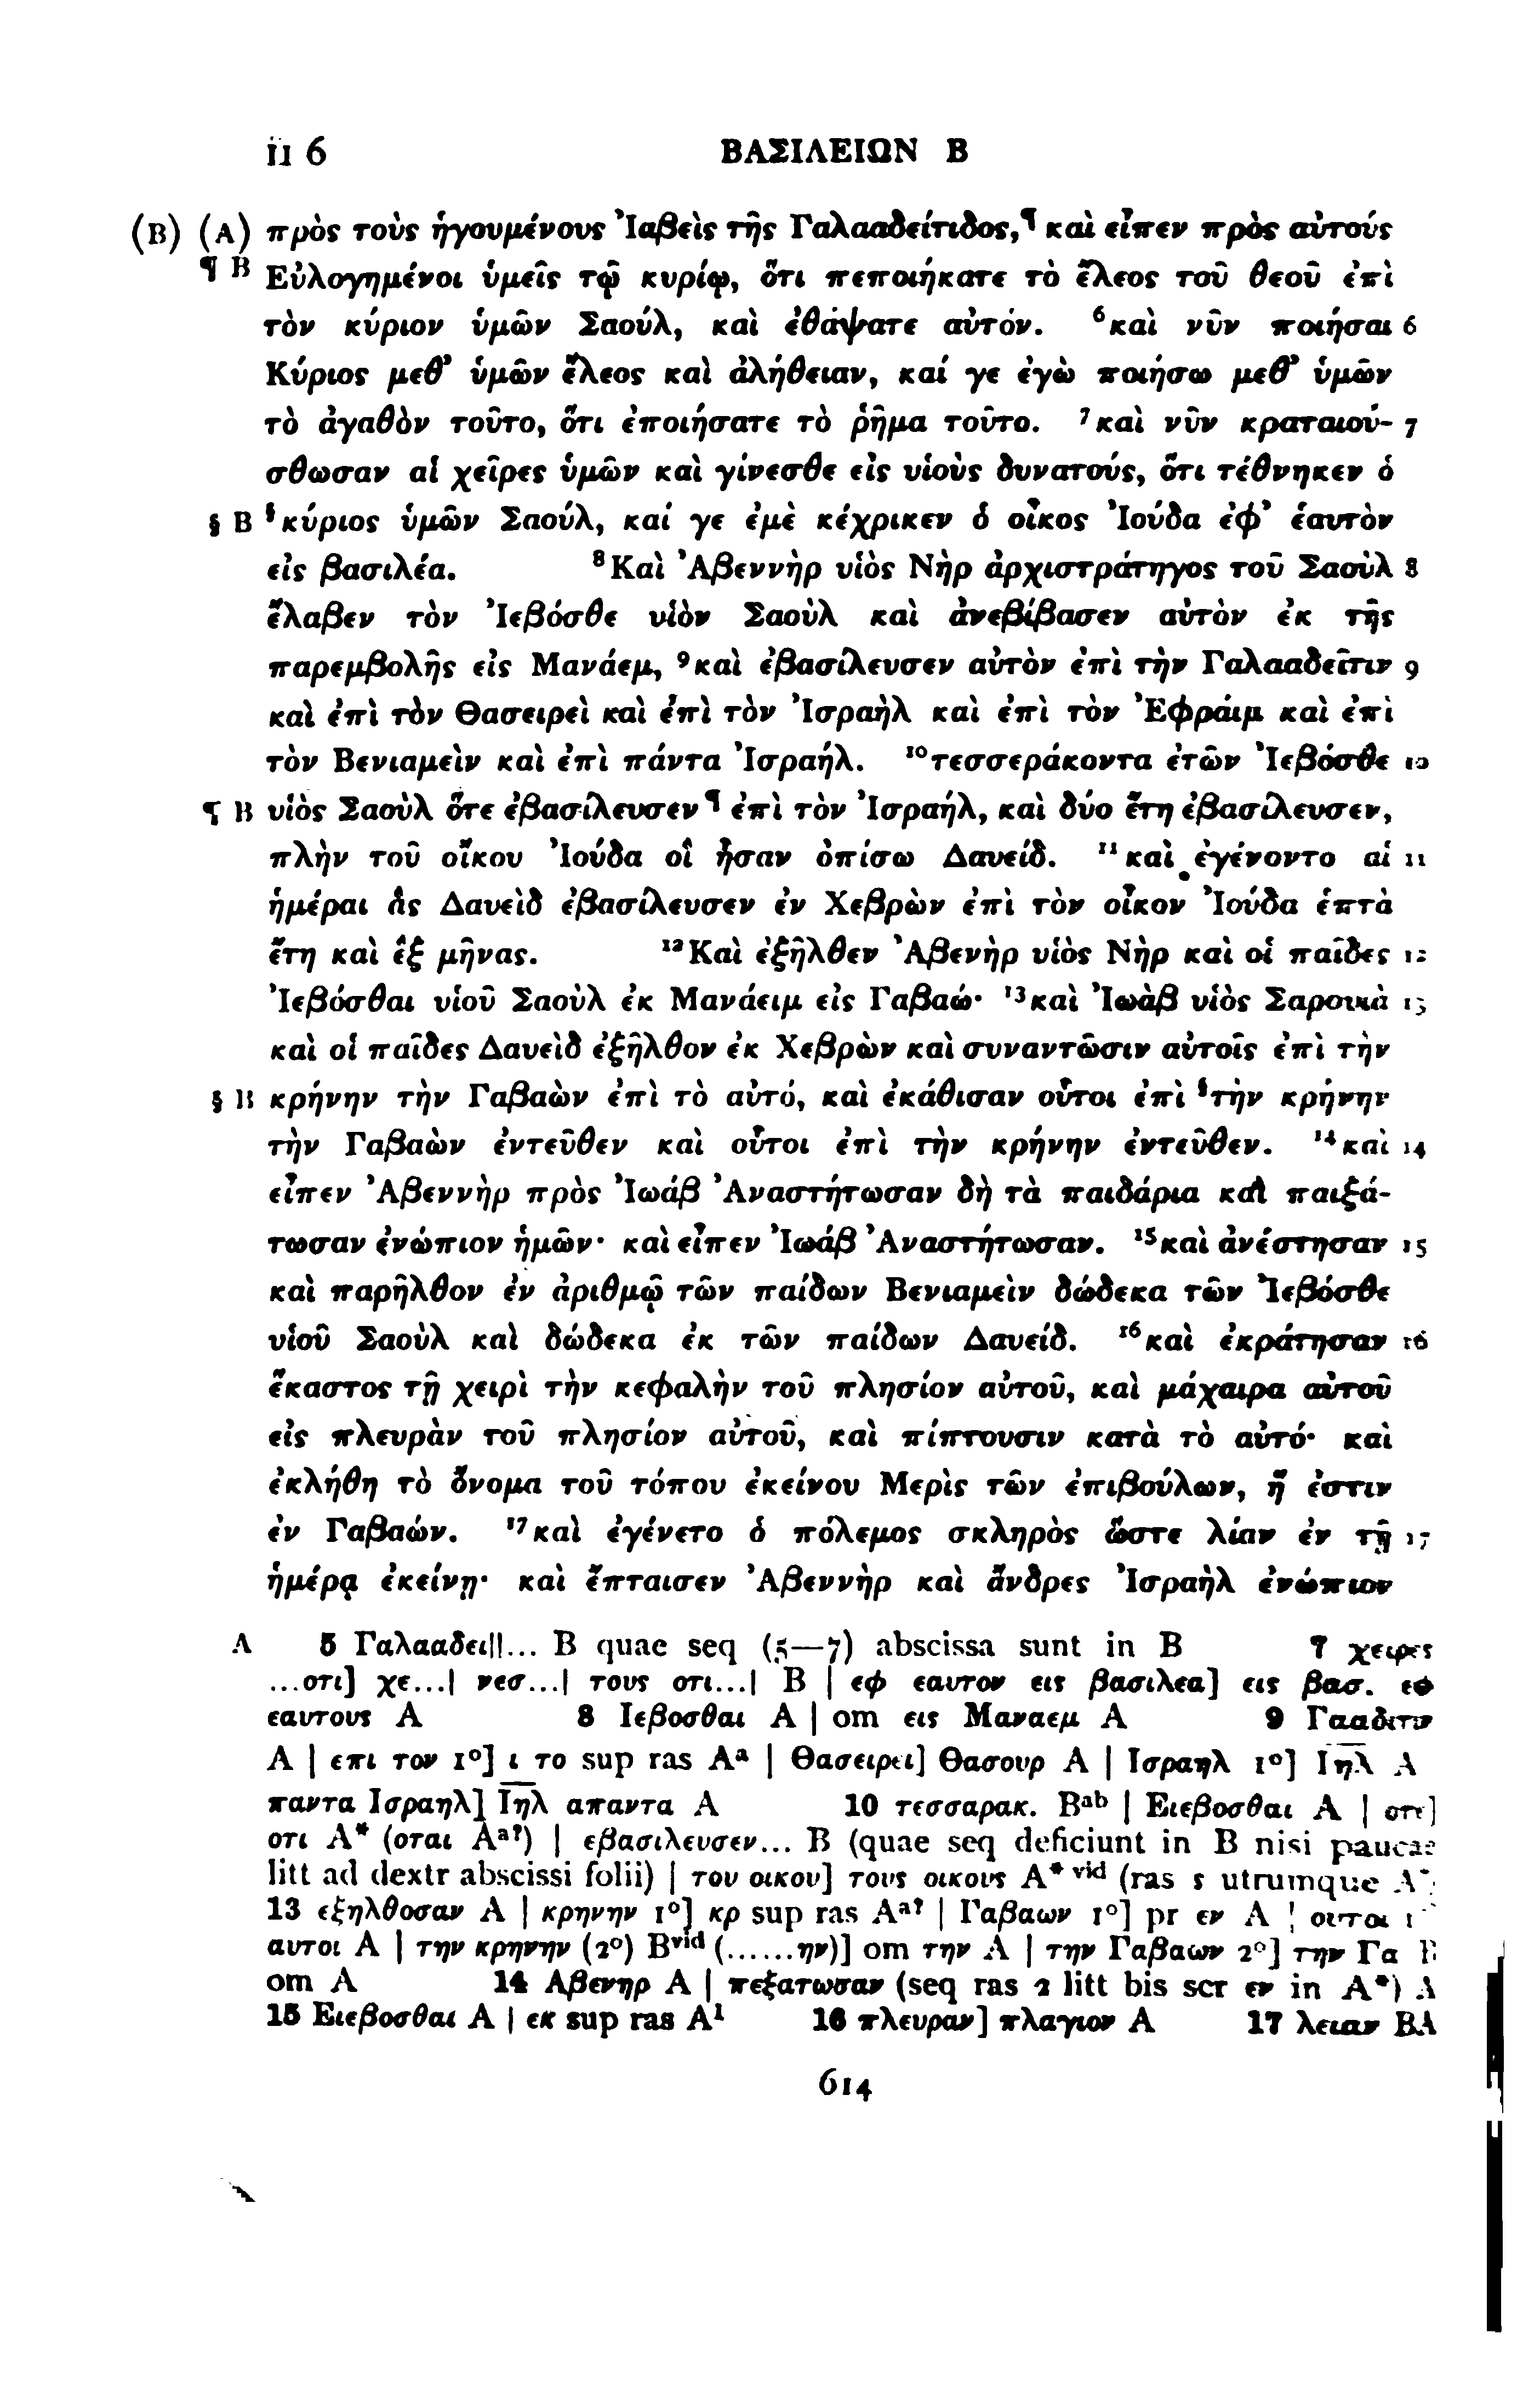 II 6 ΒΑΣΙΛΕΙΩΝ Β
(B) (A) πρὸς τοὺς ἡγουμένους Ἰαβεὶς τῆς Γαλααδείτιδος,¶ καὶ εἶπεν πρὸς αὐτούς
¶ B Εὐλογημένοι ὑμεῖς τῷ κυρίῳ, ὅτι πεποιήκατε τὸ ἔλεος τοῦ θεοῦ ἐπὶ
τὸν κύριον ὑμῶν Σαούλ, καὶ ἐθάψατε αὐτόν. ⁶καὶ νῦν ποιήσαι 6
Κύριος μεθ’ ὑμῶν ἔλεος καὶ ἀλήθειαν, καί γε ἐγὼ ποιήσω μεθ’ ὑμῶν
τὸ ἀγαθὸν τοῦτο, ὅτι ἐποιήσατε τὸ ῥῆμα τοῦτο. ⁷καὶ νῦν κραταιού- 7
σθωσαν αἱ χεῖρες ὑμῶν καὶ γίνεσθε εἰς υἱοὺς δυνατούς, ὅτι τέθνηκεν ὁ
§ B §κύριος ὑμῶν Σαούλ, καί γε ἐμὲ κέχρικεν ὁ οἶκος Ἰούδα ἐφ’ ἑαυτὸν
εἰς βασιλέα. ⁸Καὶ Ἀβεννὴρ υἱὸς Νὴρ ἀρχιστράτηγος τοῦ Σαοὺλ 8
ἔλαβεν τὸν Ἰεβόσθε υἱὸν Σαοὺλ καὶ ἀνεβίβασεν αὐτὸν ἐκ τῆς
παρεμβολῆς εἰς Μανάεμ, ⁹καὶ ἐβασίλευσεν αὐτὸν ἐπὶ τὴν Γαλααδεῖτιν 9
καὶ ἐπὶ τὸν Θασειρεὶ καὶ ἐπὶ τὸν Ἰσραὴλ καὶ ἐπὶ τὸν Ἐφράιμ καὶ ἐπὶ
τὸν Βενιαμεὶν καὶ ἐπὶ πάντα Ἰσραήλ. ¹⁰τεσσεράκοντα ἐτῶν Ἰεβόσθε 10
¶ B υἱὸς Σαοὺλ ὅτε ἐβασίλευσεν¶ ἐπὶ τὸν Ἰσραήλ, καὶ δύο ἔτη ἐβασίλευσεν,
πλὴν τοῦ οἴκου Ἰούδα οἳ ἦσαν ὀπίσω Δαυείδ. ¹¹καὶ ἐγένοντο αἱ 11
ἡμέραι ἃς Δαυεὶδ ἐβασίλευσεν ἐν Χεβρὼν ἐπὶ τὸν οἶκον Ἰούδα ἑπτὰ
ἔτη καὶ ἓξ μῆνας. ¹²Καὶ ἐξῆλθεν Ἀβενὴρ υἱὸς Νὴρ καὶ οἱ παῖδες 12
Ἰεβόσθαι υἱοῦ Σαοὺλ ἐκ Μανάειμ εἰς Γαβαώ· ¹³καὶ Ἰωὰβ υἱὸς Σαρουιὰ 13
καὶ οἱ παῖδες Δαυεὶδ ἐξῆλθον ἐκ Χεβρὼν καὶ συναντῶσιν αὐτοῖς ἐπὶ τὴν
§ B κρήνην τὴν Γαβαὼν ἐπὶ τὸ αὐτό, καὶ ἐκάθισαν οὗτοι ἐπὶ §τὴν κρήνην
τὴν Γαβαὼν ἐντεῦθεν καὶ οὗτοι ἐπὶ τὴν κρήνην ἐντεῦθεν. ¹⁴καὶ 14
εἶπεν Ἀβεννὴρ πρὸς Ἰωάβ Ἀναστήτωσαν δὴ τὰ παιδάρια καὶ παιξά-
τωσαν ἐνώπιον ἡμῶν· καὶ εἶπεν Ἰωάβ Ἀναστήτωσαν. ¹⁵καὶ ἀνέστησαν 15
καὶ παρῆλθον ἐν ἀριθμῷ τῶν παίδων Βενιαμεὶν δώδεκα τῶν Ἰεβόσθε
υἱοῦ Σαοὺλ καὶ δώδεκα ἐκ τῶν παίδων Δαυείδ. ¹⁶καὶ ἐκράτησαν 16
ἕκαστος τῇ χειρὶ τὴν κεφαλὴν τοῦ πλησίον αὐτοῦ, καὶ μάχαιρα αὐτοῦ
εἰς πλευρὰν τοῦ πλησίον αὐτοῦ, καὶ πίπτουσιν κατὰ τὸ αὐτό· καὶ
ἐκλήθη τὸ ὄνομα τοῦ τόπου ἐκείνου Μερὶς τῶν ἐπιβούλων, ἥ ἐστιν
ἐν Γαβαών. ¹⁷καὶ ἐγένετο ὁ πόλεμος σκληρὸς ὥστε λίαν ἐν τῇ 17
ἡμέρᾳ ἐκείνῃ· καὶ ἔπταισεν Ἀβεννὴρ καὶ ἄνδρες Ἰσραὴλ ἐνώπιον
A 5 Γαλααδει||... B quae seq (5—7) abscissa sunt in B 7 χειρες
...οτι] χε...| νεσ...| τους οτι...| B | εφ εαυτον εις βασιλεα] εις βασ. εφ
εαυτους A 8 Ιεβοσθαι A | om εις Μαναεμ A 9 Γααδιτιν
A | επι τον 1°] ι το sup ras Aᵃ | Θασειρει] Θασουρ A | Ισραηλ 1°] Ιηλ A
παντα Ισραηλ] Ιηλ απαντα A 10 τεσσαρακ. Bᵃᵇ | Ειεβοσθαι A | οτε]
οτι A* (οται Aᵃ?) | εβασιλευσεν... B (quae seq deficiunt in B nisi paucae
litt ad dextr abscissi folii) | του οικου] τους οικους A* ᵛⁱᵈ (ras ς utrumque A
13 εξηλθοσαν A | κρηνην 1°] κρ sup ras Aᵃ? | Γαβαων 1°] pr εν A | ουτοι 1°
αυτοι A | την κρηνην (2°) Bᵛⁱᵈ (......ην)] om την A | την Γαβαων 2°] την Γα B
om A 14 Αβενηρ A | πεξατωσαν (seq ras 2 litt bis scr εν in A*) A
15 Ειεβοσθαι A | εκ sup ras A¹ 16 πλευραν] πλαγιον A 17 λειαν BA
614